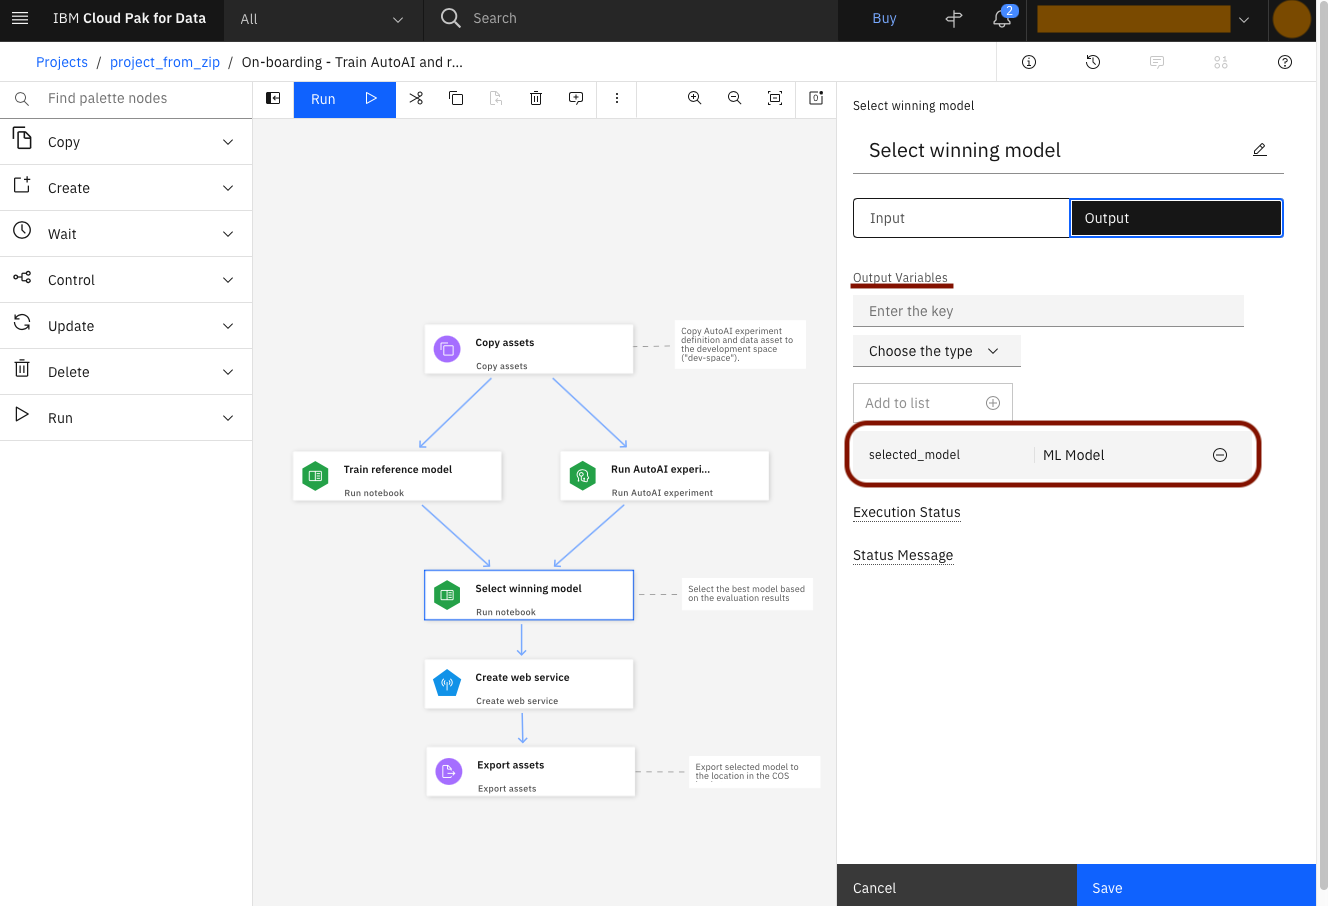 IBM Cloud Pak for Data
All
Search
Buy
2
Projects / project_from_zip / On-boarding - Train AutoAI and r...
Find palette nodes
Run
Copy
Create
Wait
Control
Update
Delete
Run
Copy assets
Copy assets
Copy AutoAI experiment
definition and data asset to
the development space
("dev-space").
Train reference model
Run notebook
Run AutoAI experi...
Run AutoAI experiment
Select winning model
Run notebook
Select the best model based
on the evaluation results
Create web service
Create web service
Export assets
Export assets
Export selected model to
the location in the COS
Select winning model
Select winning model
Input
Output
Output Variables
Enter the key
Choose the type
Add to list
selected_model
ML Model
Execution Status
Status Message
Cancel
Save